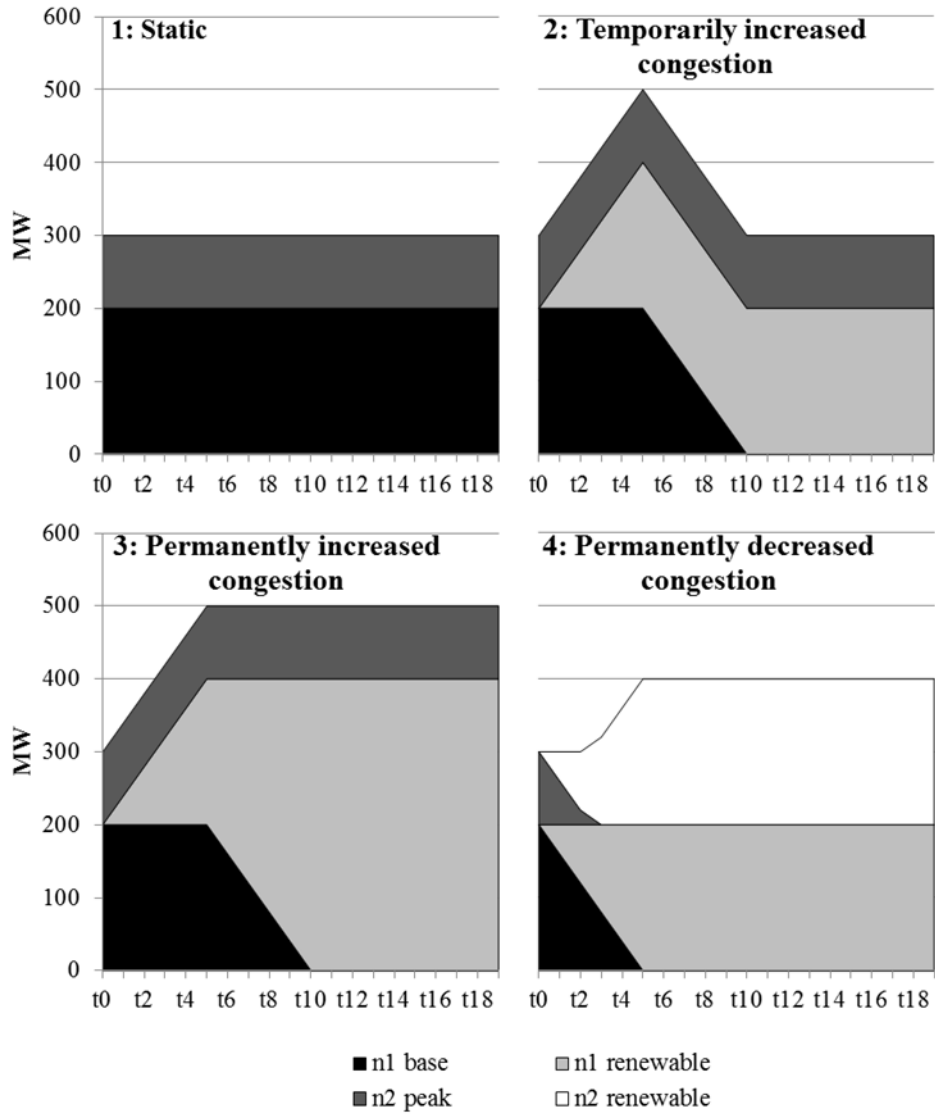 600
500
400
300
200
100
0
MW
1: Static
t0 t2 t4 t6 t8 t10 t12 t14 t16 t18
2: Temporarily increased
congestion
t0 t2 t4 t6 t8 t10 t12 t14 t16 t18
600
500
400
300
200
100
0
MW
3: Permanently increased
congestion
t0 t2 t4 t6 t8 t10 t12 t14 t16 t18
4: Permanently decreased
congestion
t0 t2 t4 t6 t8 t10 t12 t14 t16 t18
n1 base
n1 renewable
n2 peak
n2 renewable